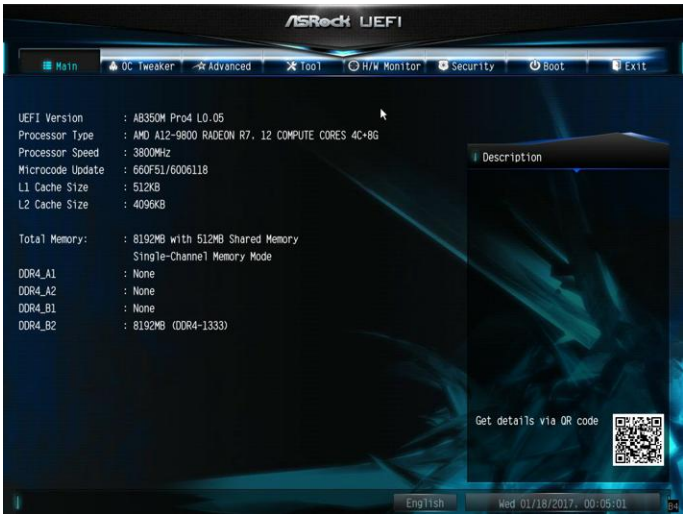 ASRock UEFI
Main OC Tweaker Advanced Tool H/W Monitor Security Boot Exit
UEFI Version : AB350M Pro4 L0.05
Processor Type : AMD A12-9800 RADEON R7, 12 COMPUTE CORES 4C+8G
Processor Speed : 3800MHz
Microcode Update : 660F51/6006118
L1 Cache Size : 512KB
L2 Cache Size : 4096KB
Total Memory: : 8192MB with 512MB Shared Memory
Single-Channel Memory Mode
DDR4_A1 : None
DDR4_A2 : None
DDR4_B1 : None
DDR4_B2 : 8192MB (DDR4-1333)
Description
Get details via QR code
English
Wed 01/18/2017, 00:05:01
B4